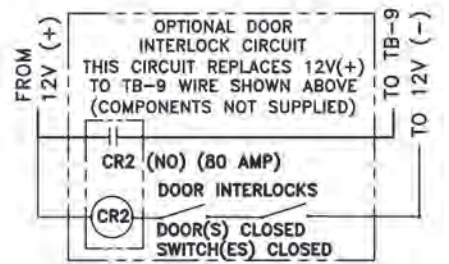 FROM
12V (+)
OPTIONAL DOOR
INTERLOCK CIRCUIT
THIS CIRCUIT REPLACES 12V(+)
TO TB-9 WIRE SHOWN ABOVE
(COMPONENTS NOT SUPPLIED)
TO TB-9
TO 12V (-)
CR2 (NO) (80 AMP)
DOOR INTERLOCKS
CR2
DOOR(S) CLOSED
SWITCH(ES) CLOSED